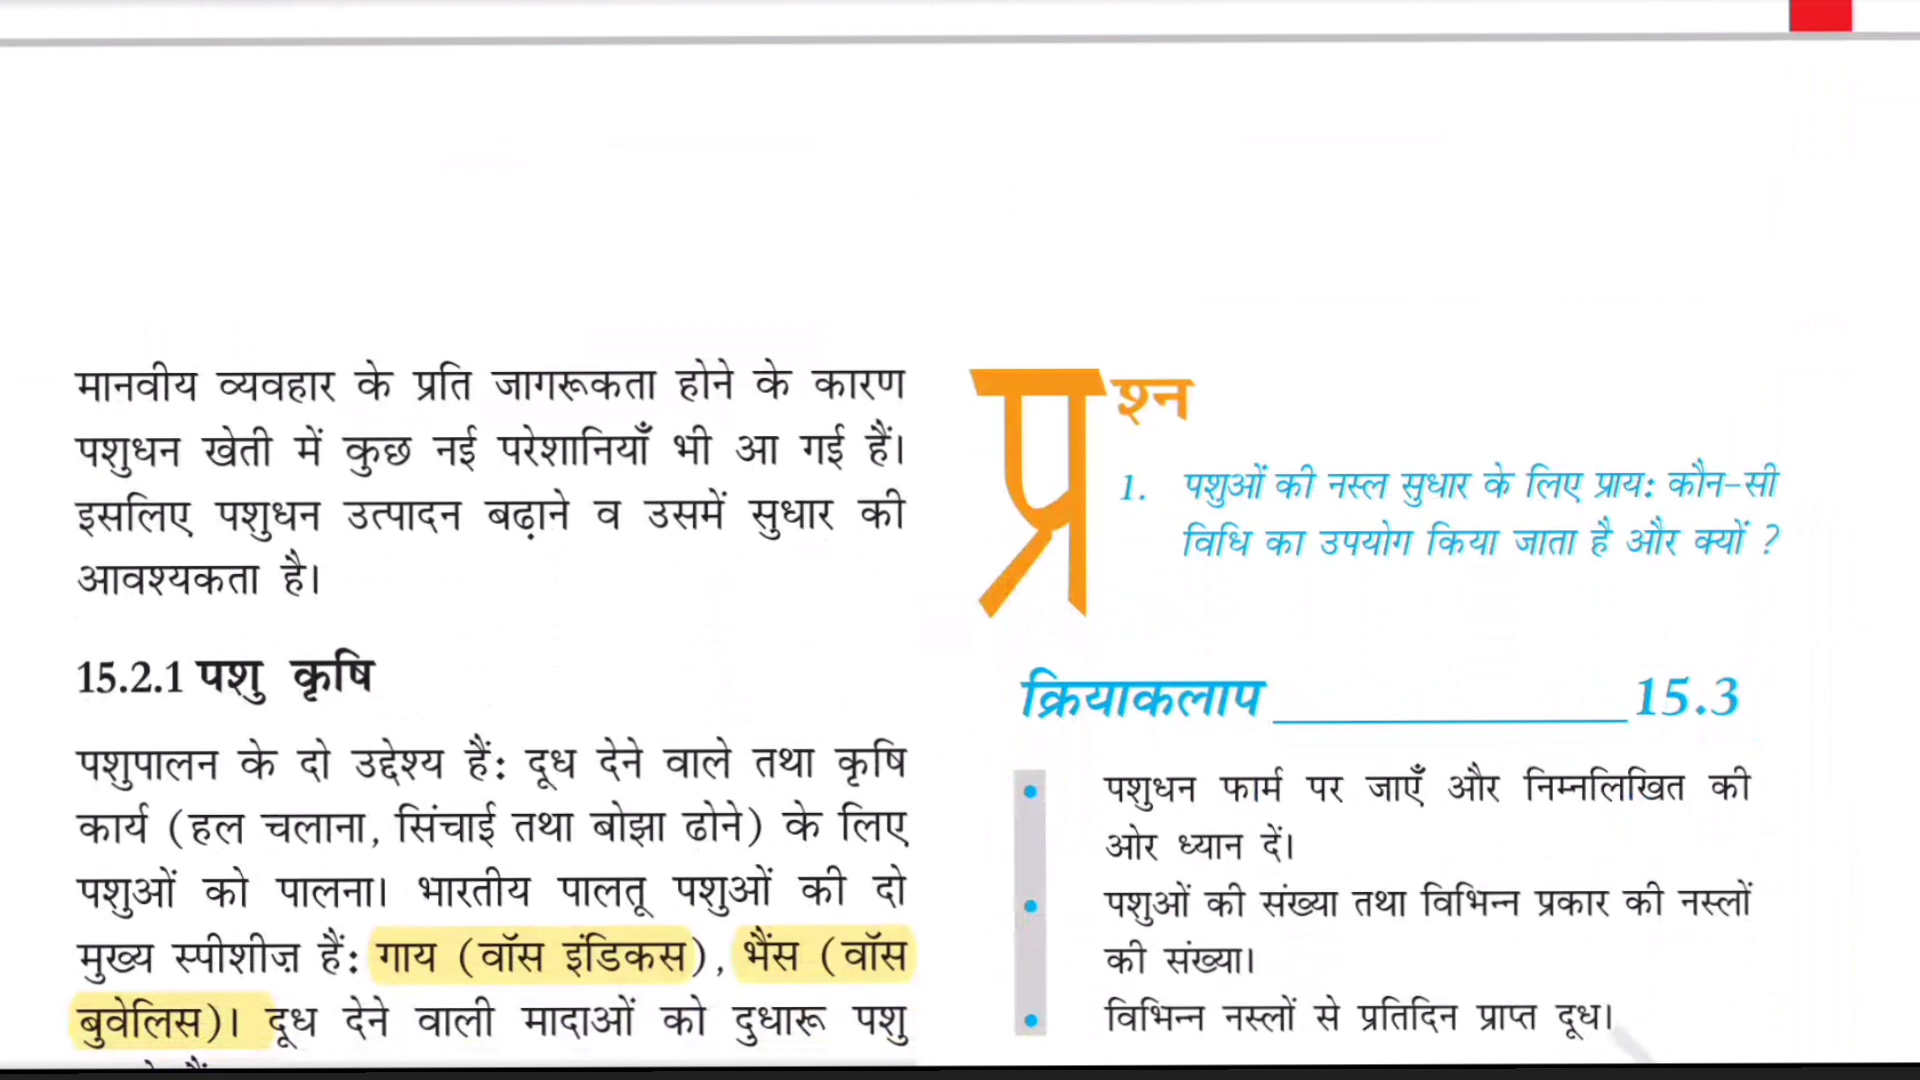 मानवीय व्यवहार के प्रति जागरूकता होने के कारण
पशुधन खेती में कुछ नई परेशानियाँ भी आ गई हैं।
इसलिए पशुधन उत्पादन बढ़ाने व उसमें सुधार की
आवश्यकता है।
15.2.1 पशु कृषि
पशुपालन के दो उद्देश्य हैं: दूध देने वाले तथा कृषि
कार्य (हल चलाना, सिंचाई तथा बोझा ढोने) के लिए
पशुओं को पालना। भारतीय पालतू पशुओं की दो
मुख्य स्पीशीज़ हैं: गाय (वॉस इंडिकस), भैंस (वॉस
बुवेलिस)। दूध देने वाली मादाओं को दुधारू पशु
प्रश्न
1. पशुओं की नस्ल सुधार के लिए प्राय: कौन-सी
विधि का उपयोग किया जाता है और क्यों ?
क्रियाकलाप ______________ 15.3
• पशुधन फार्म पर जाएँ और निम्नलिखित की
ओर ध्यान दें।
• पशुओं की संख्या तथा विभिन्न प्रकार की नस्लों
की संख्या।
• विभिन्न नस्लों से प्रतिदिन प्राप्त दूध।